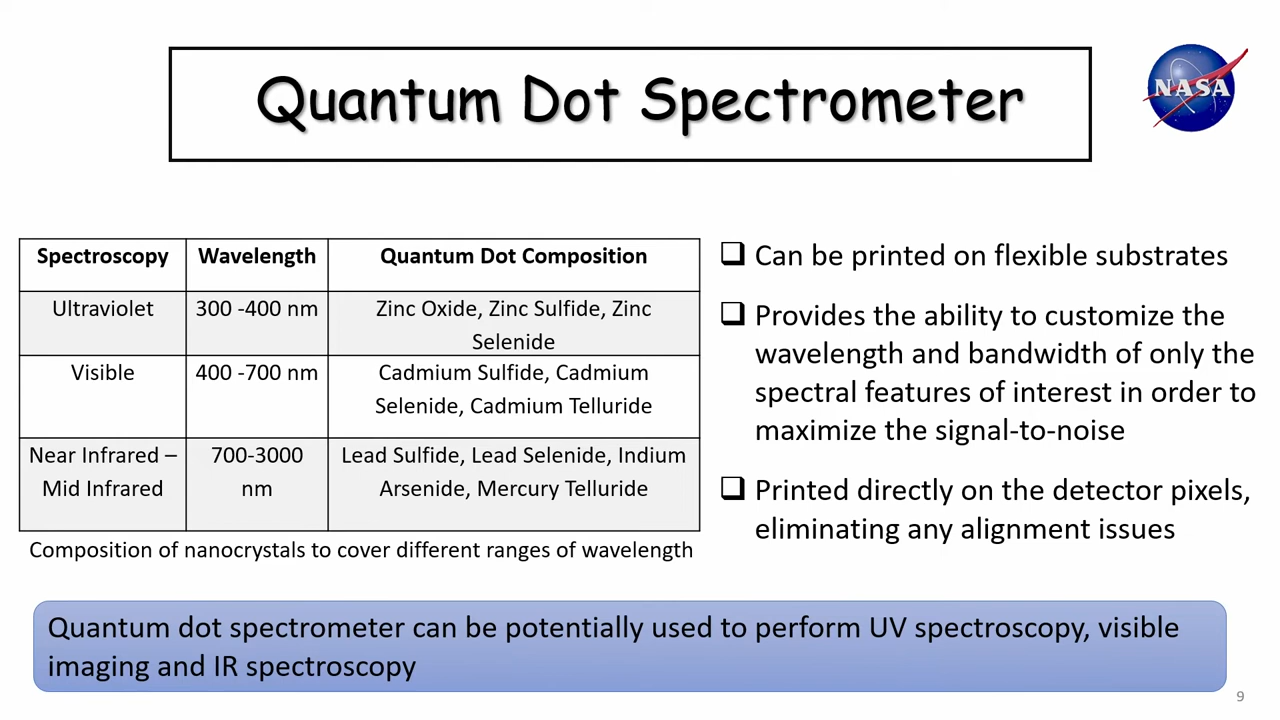 Quantum Dot Spectrometer
NASA
Spectroscopy Wavelength Quantum Dot Composition
Ultraviolet 300 -400 nm Zinc Oxide, Zinc Sulfide, Zinc
Selenide
Visible 400 -700 nm Cadmium Sulfide, Cadmium
Selenide, Cadmium Telluride
Near Infrared – 700-3000 Lead Sulfide, Lead Selenide, Indium
Mid Infrared nm Arsenide, Mercury Telluride
Composition of nanocrystals to cover different ranges of wavelength
❑ Can be printed on flexible substrates
❑ Provides the ability to customize the
wavelength and bandwidth of only the
spectral features of interest in order to
maximize the signal-to-noise
❑ Printed directly on the detector pixels,
eliminating any alignment issues
Quantum dot spectrometer can be potentially used to perform UV spectroscopy, visible
imaging and IR spectroscopy
9